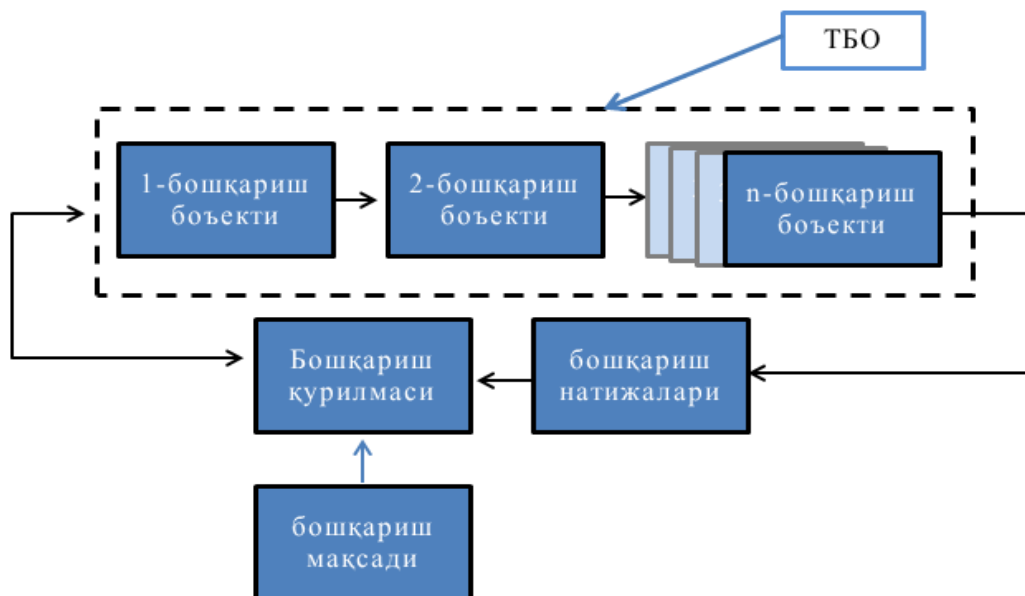 ТБО
1-бошқариш
боъекти
2-бошқариш
боъекти
n-бошқариш
боъекти
Бошқариш
қурилмаси
бошқариш
натижалари
бошқариш
мақсади